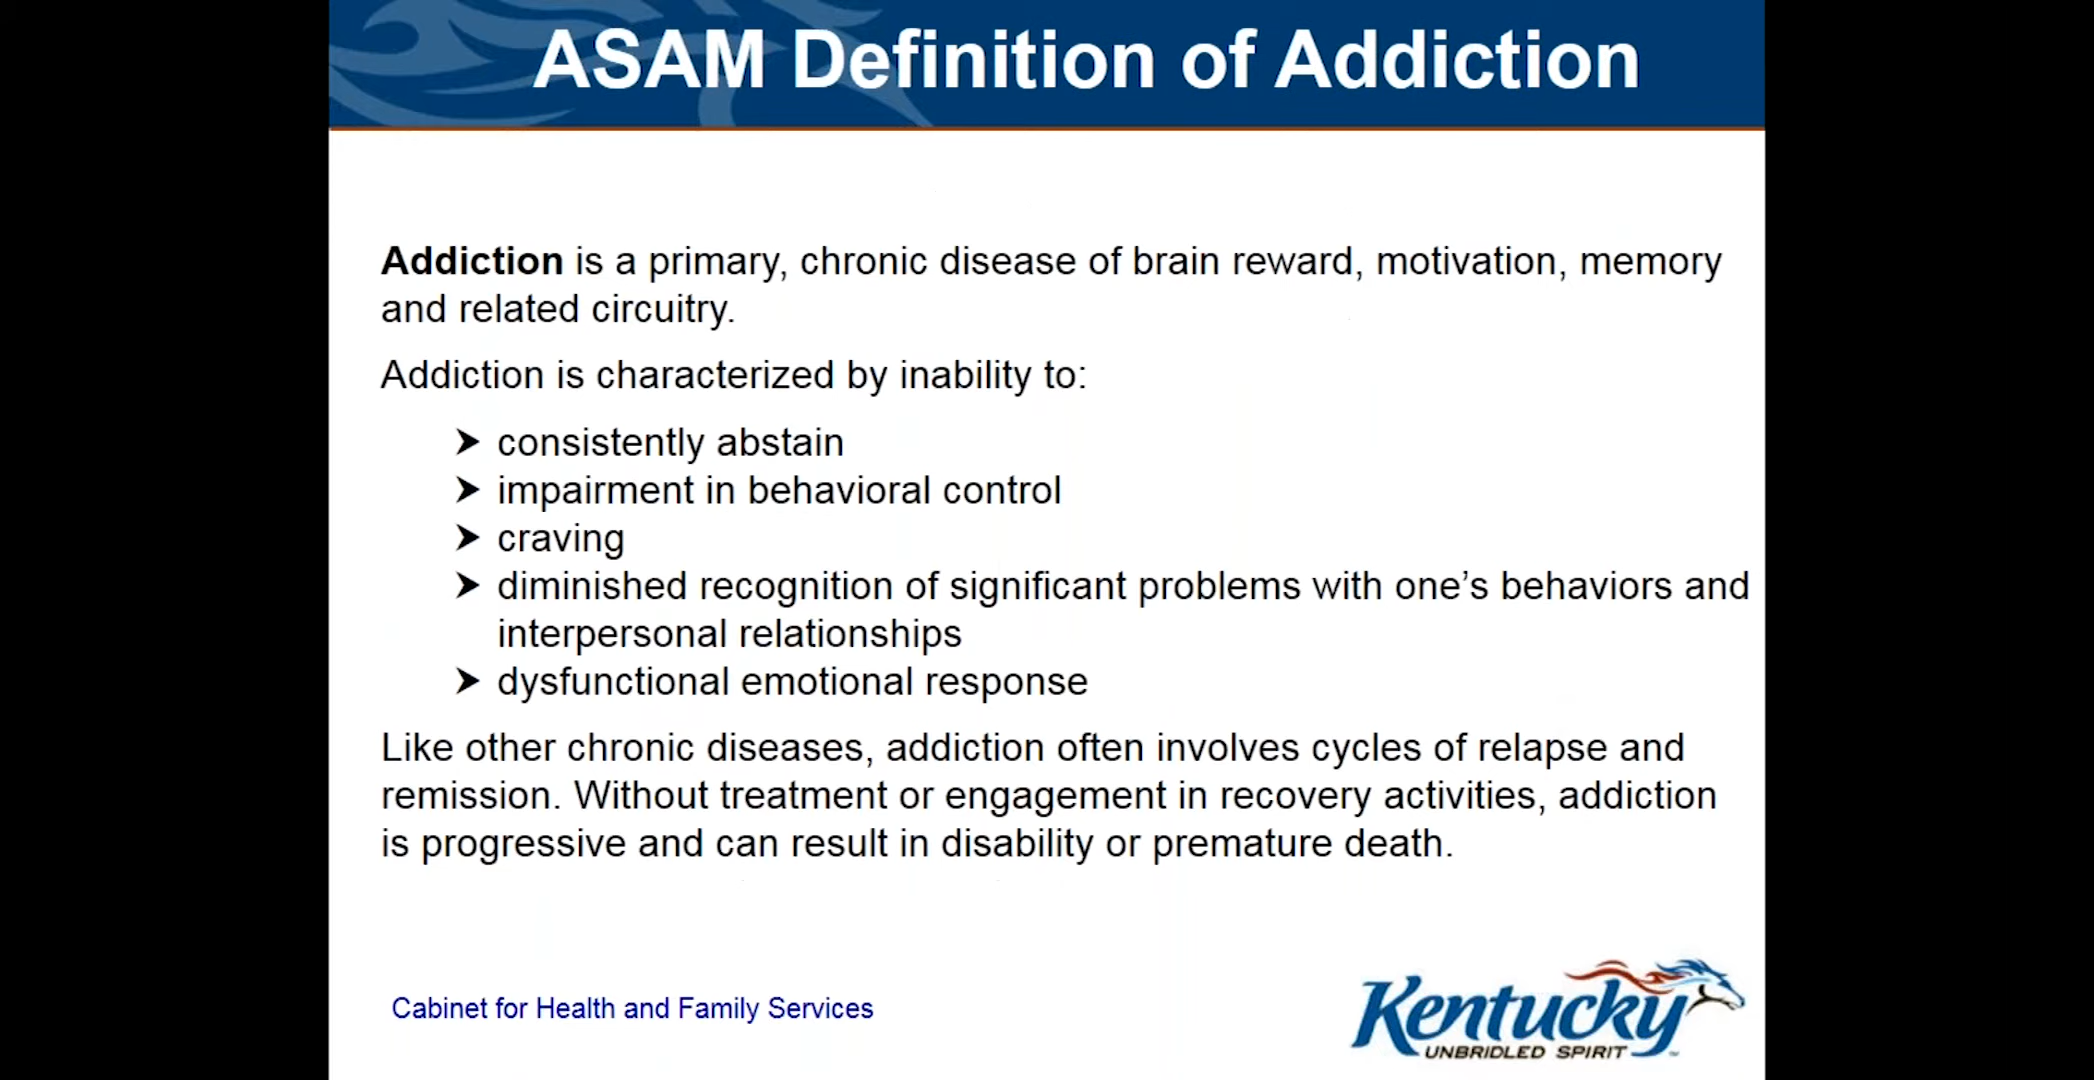 ASAM Definition of Addiction
Addiction is a primary, chronic disease of brain reward, motivation, memory
and related circuitry.
Addiction is characterized by inability to:
➤ consistently abstain
➤ impairment in behavioral control
➤ craving
➤ diminished recognition of significant problems with one’s behaviors and
interpersonal relationships
➤ dysfunctional emotional response
Like other chronic diseases, addiction often involves cycles of relapse and
remission. Without treatment or engagement in recovery activities, addiction
is progressive and can result in disability or premature death.
Cabinet for Health and Family Services
Kentucky
UNBRIDLED SPIRIT